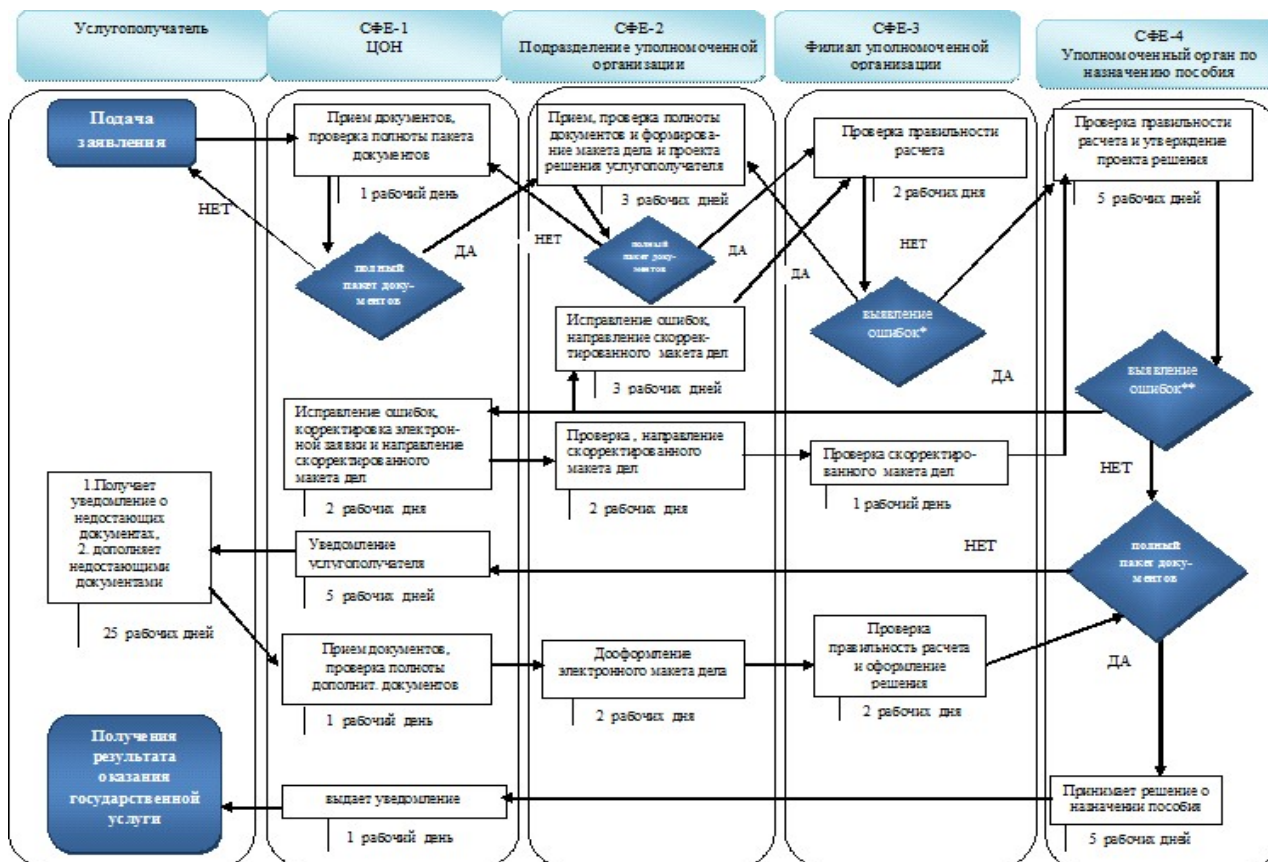 Услугополучатель
СФЕ-1
ЦОН
СФЕ-2
Подразделение уполномоченной
организации
СФЕ-3
Филиал уполномоченной
организации
СФЕ-4
Уполномоченный орган по
назначению пособия
Подача
заявления
Прием документов,
проверка полноты пакета
документов
1 рабочий день
Прием, проверка полноты
документов и формирова-
ние макета дела и проекта
решения услугополучателя
3 рабочих дней
Проверка правильности
расчета
2 рабочих дня
Проверка правильности
расчета и утверждение
проекта решения
5 рабочих дней
НЕТ
полный
пакет доку-
ментов
ДА
НЕТ
полный
пакет доку-
ментов
ДА
ДА
НЕТ
выявление
ошибок*
ДА
выявление
ошибок**
Исправление ошибок,
направление скоррек-
тированного макета дел
3 рабочих дней
Исправление ошибок,
корректировка электрон-
ной заявки и направление
скорректированного
макета дел
2 рабочих дня
Проверка , направление
скорректированного
макета дел
2 рабочих дня
Проверка скорректиро-
ванного макета дел
1 рабочий день
НЕТ
1.Получает
уведомление о
недостающих
документах,
2. дополняет
недостающими
документами
25 рабочих дней
Уведомление
услугополучателя
5 рабочих дней
НЕТ
полный
пакет доку-
ментов
Прием документов,
проверка полноты
дополнит. документов
1 рабочий день
Дооформление
электронного макета дела
2 рабочих дня
Проверка
правильность расчета
и оформление
решения
2 рабочих дня
ДА
Получения
результата
оказания
государственной
услуги
выдает уведомление
1 рабочий день
Принимает решение о
назначении пособия
5 рабочих дней